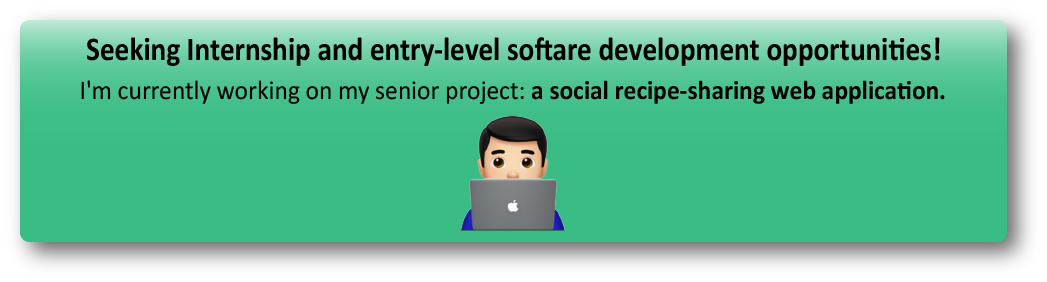 Seeking Internship and entry-level softare development opportunities!
I'm currently working on my senior project: a social recipe-sharing web application.